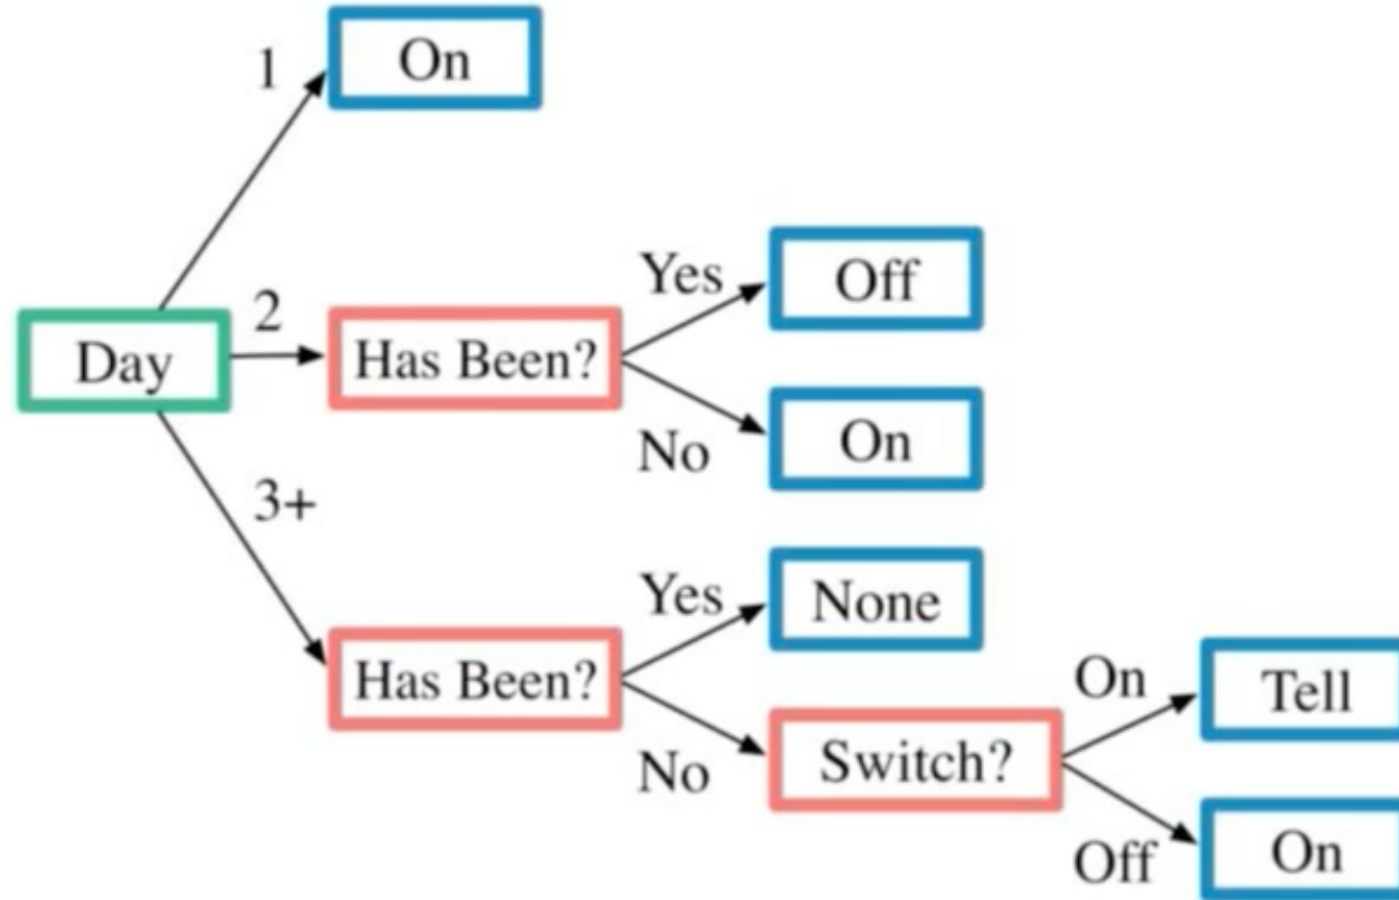 1
On
Day
2
Has Been?
Yes
Off
No
On
3+
Has Been?
Yes
None
No
Switch?
On
Tell
Off
On